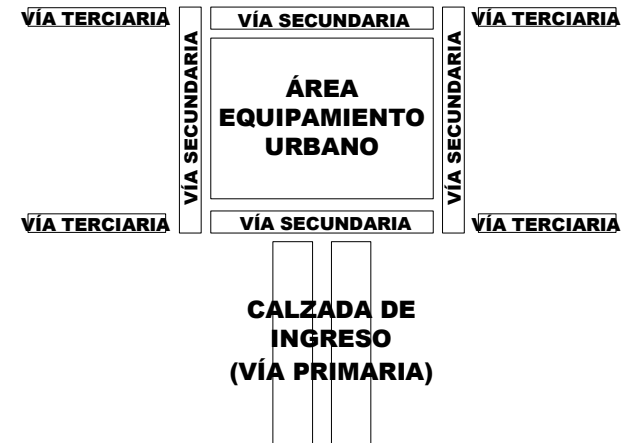 VÍA TERCIARIA
VÍA SECUNDARIA
VÍA TERCIARIA
VÍA SECUNDARIA
ÁREA
EQUIPAMIENTO
URBANO
VÍA SECUNDARIA
VÍA TERCIARIA
VÍA SECUNDARIA
VÍA TERCIARIA
CALZADA DE
INGRESO
(VÍA PRIMARIA)